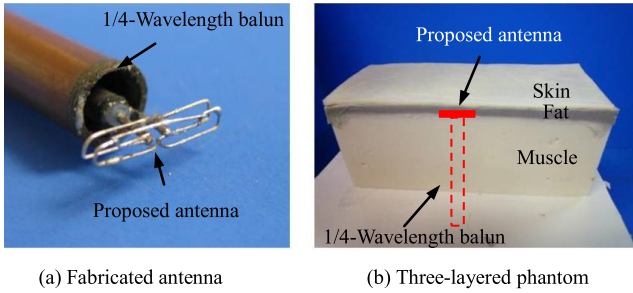 1/4-Wavelength balun
Proposed antenna
(a) Fabricated antenna
Proposed antenna
Skin
Fat
Muscle
1/4-Wavelength balun
(b) Three-layered phantom